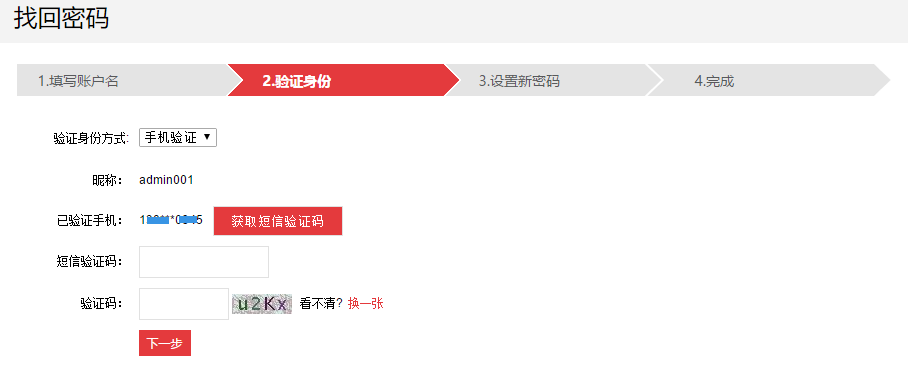 找回密码
1.填写账户名 2.验证身份 3.设置新密码 4.完成
验证身份方式: 手机验证
昵称： admin001
已验证手机： 获取短信验证码
短信验证码：
验证码： u2Kx 看不清? 换一张
下一步